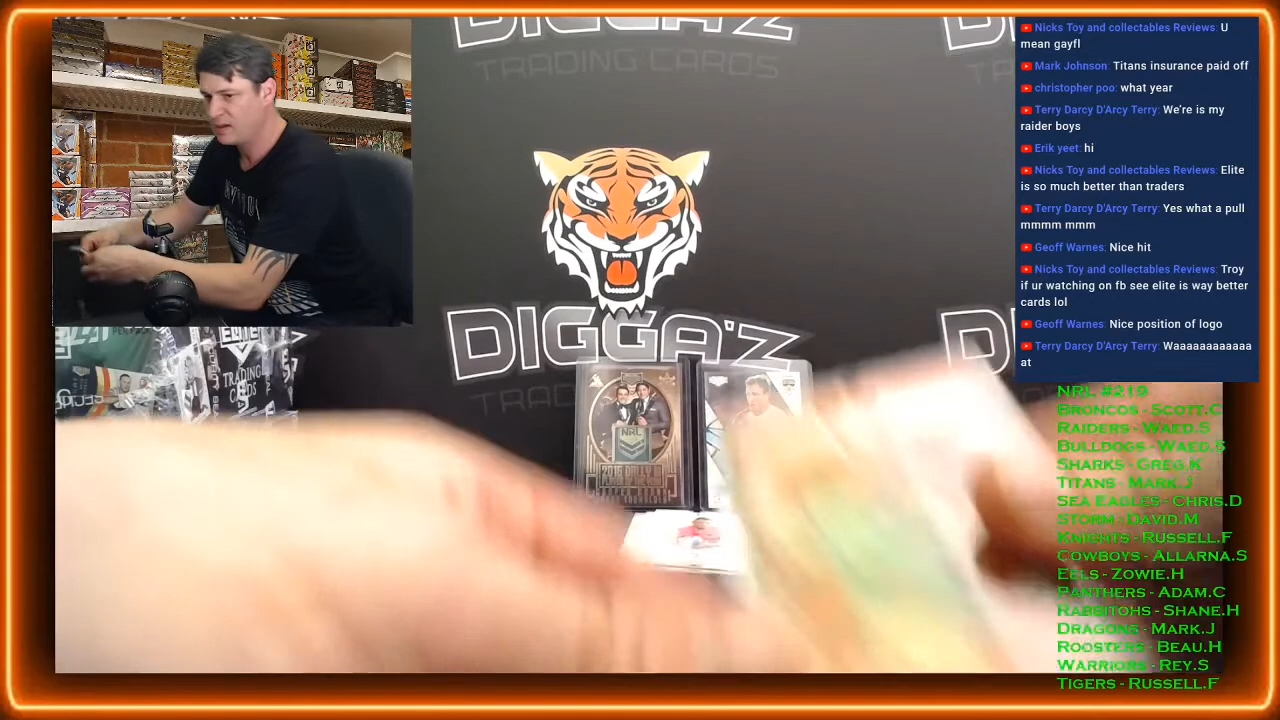 DIGGA'Z
TRADING CARDS
DIGGA'Z
ELITE
TRADING
CARDS
NRL
2015 DALLY M
Nicks Toy and collectables Reviews: U
mean gayfl
Mark Johnson: Titans insurance paid off
christopher poo: what year
Terry Darcy D'Arcy Terry: We're is my
raider boys
Erik yeet: hi
Nicks Toy and collectables Reviews: Elite
is so much better than traders
Terry Darcy D'Arcy Terry: Yes what a pull
mmmm mmm
Geoff Warnes: Nice hit
Nicks Toy and collectables Reviews: Troy
if ur watching on fb see elite is way better
cards lol
Geoff Warnes: Nice position of logo
Terry Darcy D'Arcy Terry: Waaaaaaaaaaaa
at
NRL #219
BRONCOS - SCOTT.C
RAIDERS - WAED.S
BULLDOGS - WAED.S
SHARKS - GREG.K
TITANS - MARK.J
SEA EAGLES - CHRIS.D
STORM - DAVID.M
KNIGHTS - RUSSELL.F
COWBOYS - ALLARNA.S
EELS - ZOWIE.H
PANTHERS - ADAM.C
RABBITOHS - SHANE.H
DRAGONS - MARK.J
ROOSTERS - BEAU.H
WARRIORS - REY.S
TIGERS - RUSSELL.F